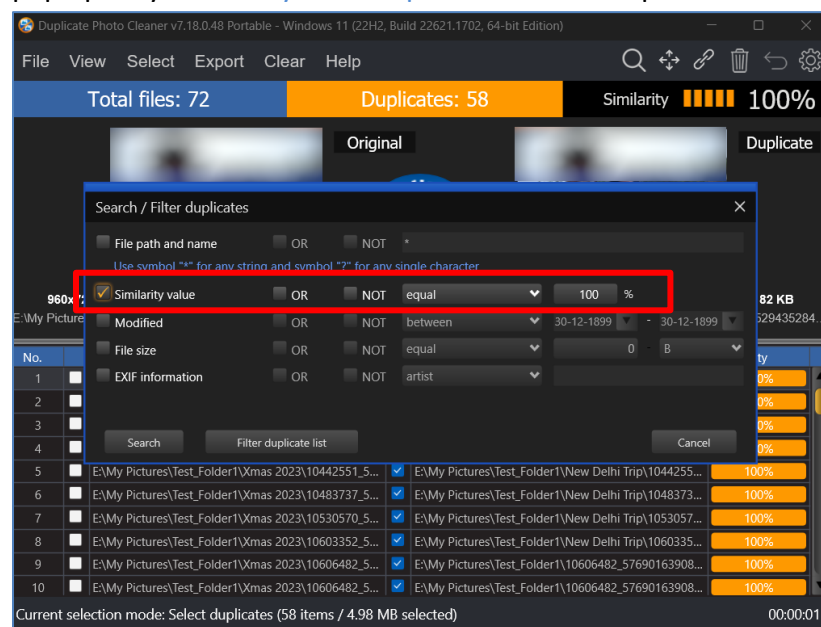 Duplicate Photo Cleaner v7.18.0.48 Portable - Windows 11 (22H2, Build 22621.1702, 64-bit Edition)
File View Select Export Clear Help
Total files: 72 Duplicates: 58 Similarity 100%
Original Duplicate
Search / Filter duplicates
File path and name OR NOT *
Use symbol "*" for any string and symbol "?" for any single character
Similarity value OR NOT equal 100 %
82 KB
E:\My Picture 529435284...
Modified OR NOT between 30-12-1899 - 30-12-1899
File size OR NOT equal 0 - B
No. ty
EXIF information OR NOT artist
1 0%
2 0%
3 0%
Search Filter duplicate list Cancel
4 0%
5 E:\My Pictures\Test_Folder1\Xmas 2023\10442551_5... E:\My Pictures\Test_Folder1\New Delhi Trip\1044255... 100%
6 E:\My Pictures\Test_Folder1\Xmas 2023\10483737_5... E:\My Pictures\Test_Folder1\New Delhi Trip\1048373... 100%
7 E:\My Pictures\Test_Folder1\Xmas 2023\10530570_5... E:\My Pictures\Test_Folder1\New Delhi Trip\1053057... 100%
8 E:\My Pictures\Test_Folder1\Xmas 2023\10603352_5... E:\My Pictures\Test_Folder1\New Delhi Trip\1060335... 100%
9 E:\My Pictures\Test_Folder1\Xmas 2023\10606482_5... E:\My Pictures\Test_Folder1\10606482_57690163908... 100%
10 E:\My Pictures\Test_Folder1\Xmas 2023\10606482_5... E:\My Pictures\Test_Folder1\10606482_57690163908... 100%
Current selection mode: Select duplicates (58 items / 4.98 MB selected) 00:00:01